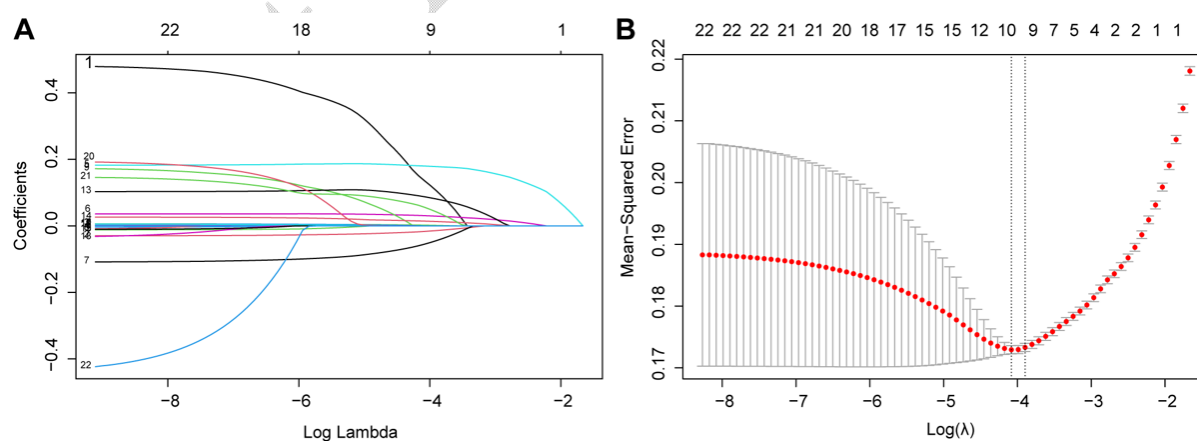 A
22 18 9 1
0.4
0.2
0.0
−0.2
−0.4
Coefficients
1
20
9
21
13
6
14
7
22
−8 −6 −4 −2
Log Lambda
B
22 22 22 21 21 20 18 17 15 15 12 10 9 7 5 4 2 2 1 1
0.22
0.21
0.20
0.19
0.18
0.17
Mean−Squared Error
−8 −7 −6 −5 −4 −3 −2
Log(λ)